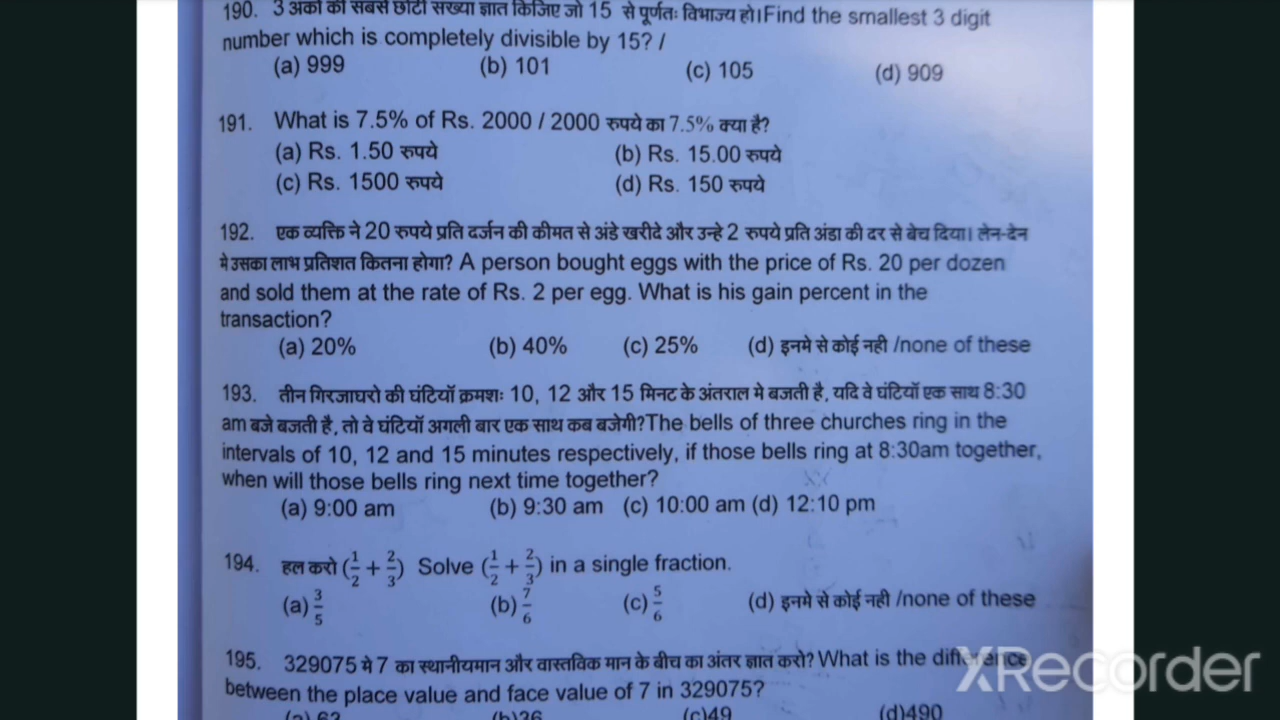 190. 3 अंको की सबसे छोटी संख्या ज्ञात किजिए जो 15 से पूर्णतः विभाज्य हो।Find the smallest 3 digit
number which is completely divisible by 15? /
(a) 999 (b) 101 (c) 105 (d) 909
191. What is 7.5% of Rs. 2000 / 2000 रुपये का 7.5% क्या है?
(a) Rs. 1.50 रुपये (b) Rs. 15.00 रुपये
(c) Rs. 1500 रुपये (d) Rs. 150 रुपये
192. एक व्यक्ति ने 20 रुपये प्रति दर्जन की कीमत से अंडे खरीदे और उन्हे 2 रुपये प्रति अंडा की दर से बेच दिया। लेन-देन
मे उसका लाभ प्रतिशत कितना होगा? A person bought eggs with the price of Rs. 20 per dozen
and sold them at the rate of Rs. 2 per egg. What is his gain percent in the
transaction?
(a) 20% (b) 40% (c) 25% (d) इनमे से कोई नही /none of these
193. तीन गिरजाघरो की घंटियॉ क्रमशः 10, 12 और 15 मिनट के अंतराल मे बजती है, यदि वे घंटियॉ एक साथ 8:30
am बजे बजती है, तो वे घंटियॉ अगली बार एक साथ कब बजेगी?The bells of three churches ring in the
intervals of 10, 12 and 15 minutes respectively, if those bells ring at 8:30am together,
when will those bells ring next time together?
(a) 9:00 am (b) 9:30 am (c) 10:00 am (d) 12:10 pm
194. हल करो (1/2 + 2/3) Solve (1/2 + 2/3) in a single fraction.
(a) 3/5 (b) 7/6 (c) 5/6 (d) इनमे से कोई नही /none of these
195. 329075 मे 7 का स्थानीयमान और वास्तविक मान के बीच का अंतर ज्ञात करो? What is the difference
between the place value and face value of 7 in 329075?
(a) 63 (b)36 (c)49 (d)490
XRecorder